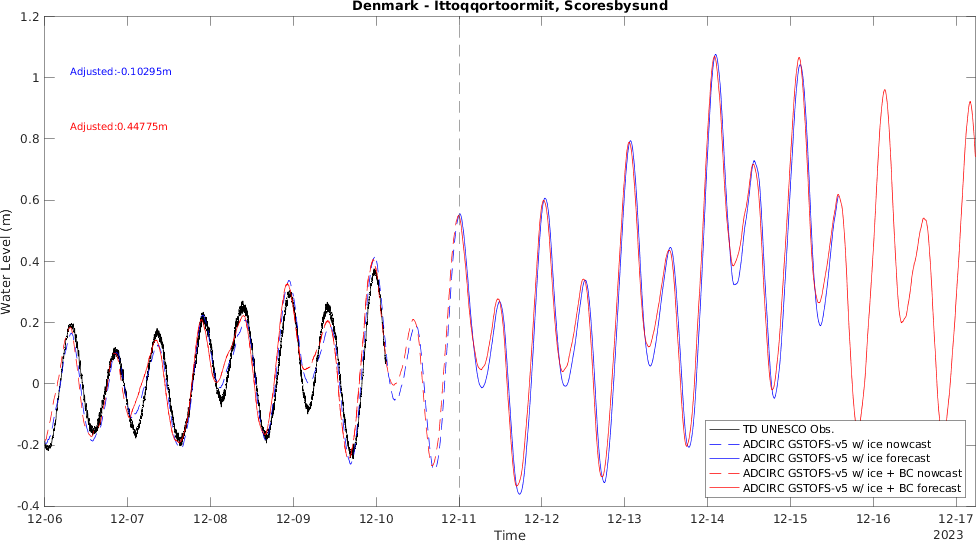 Denmark - Ittoqqortoormiit, Scoresbysund
1.2
1
0.8
0.6
0.4
0.2
0
-0.2
-0.4
Water Level (m)
Adjusted:-0.10295m
Adjusted:0.44775m
TD UNESCO Obs.
ADCIRC GSTOFS-v5 w/ ice nowcast
ADCIRC GSTOFS-v5 w/ ice forecast
ADCIRC GSTOFS-v5 w/ ice + BC nowcast
ADCIRC GSTOFS-v5 w/ ice + BC forecast
12-06 12-07 12-08 12-09 12-10 12-11 12-12 12-13 12-14 12-15 12-16 12-17
Time
2023